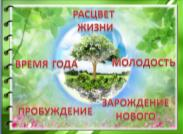 РАСЦВЕТ
ЖИЗНИ
ВРЕМЯ ГОДА
МОЛОДОСТЬ
ПРОБУЖДЕНИЕ
ЗАРОЖДЕНИЕ
НОВОГО